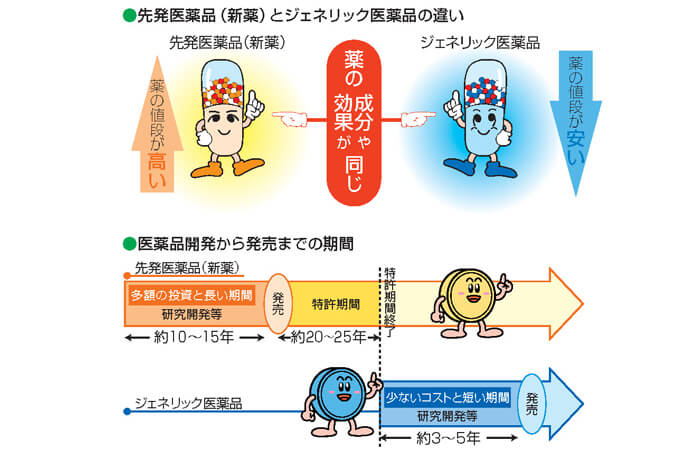 ●先発医薬品(新薬)とジェネリック医薬品の違い
先発医薬品(新薬)
ジェネリック医薬品
薬の値段が高い
薬の成分や
効果が同じ
薬の値段が安い
●医薬品開発から発売までの期間
先発医薬品(新薬)
多額の投資と長い期間
研究開発等
発売
特許期間
特許期間終了
約10〜15年
約20〜25年
ジェネリック医薬品
少ないコストと短い期間
研究開発等
発売
約3〜5年